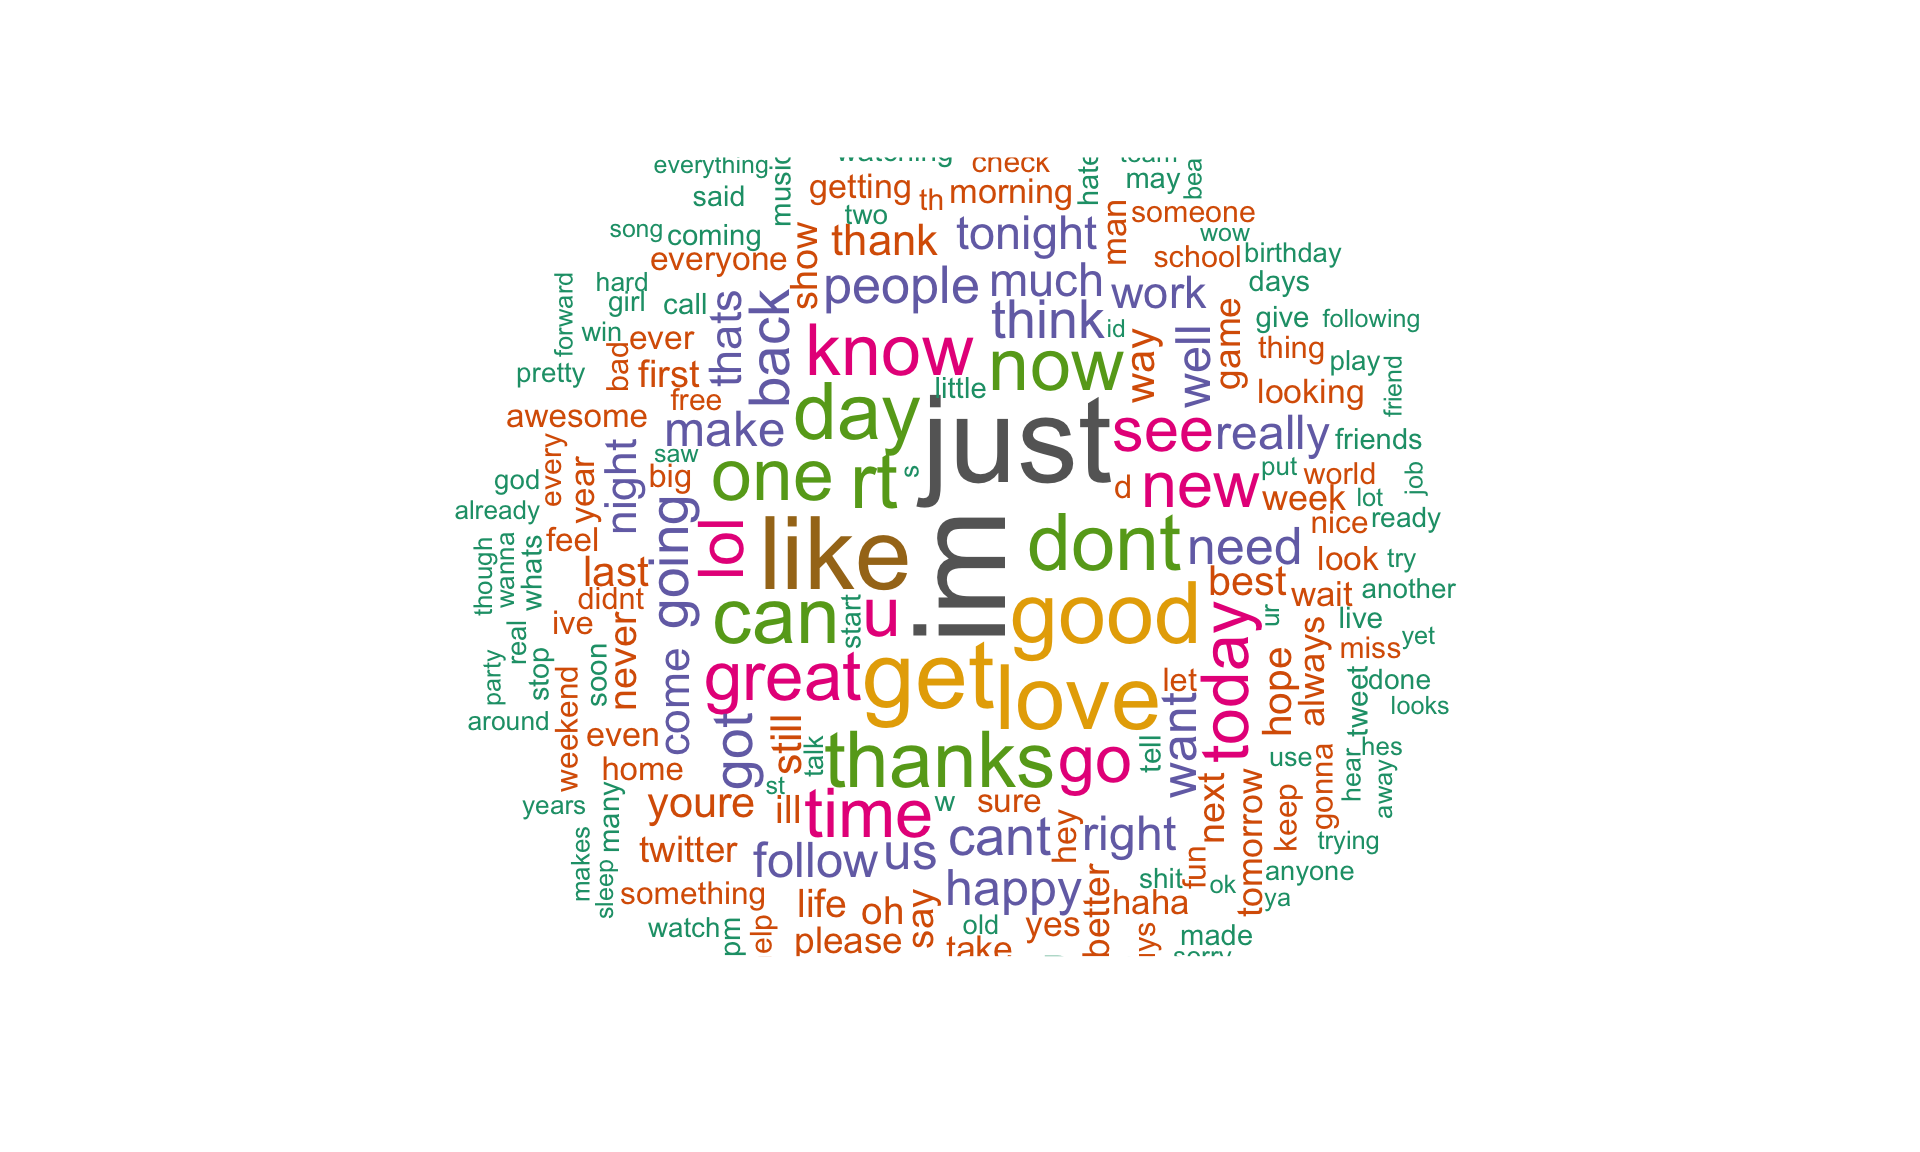 everything
music
watching
check
hate
team
may
bea
said
getting
th
morning
two
man
someone
song
coming
show
thank
tonight
wow
everyone
school
birthday
forward
hard
girl
call
thats
back
people
much
work
days
win
ever
think
id
way
well
game
give
following
bad
know
now
thing
play
pretty
first
free
day
little
looking
friend
awesome
make
just
see
really
friends
every
year
night
saw
big
one
rt
s
d
new
put
world
week
lot
job
god
already
nice
ready
feel
going
lol
like
im
dont
need
look
try
though
wanna
whats
last
best
wait
another
didnt
can
start
u
good
today
ur
live
ive
never
hope
always
miss
yet
party
real
stop
soon
come
great
get
love
let
tweet
done
looks
around
weekend
even
got
still
talk
thanks
go
tell
want
use
hear
hes
away
home
st
years
many
youre
ill
time
w
sure
next
tomorrow
keep
gonna
makes
sleep
twitter
follow
us
cant
hey
right
trying
something
happy
better
shit
fun
ok
anyone
life
oh
say
haha
ya
watch
pm
elp
please
old
take
yes
ys
made
sorry